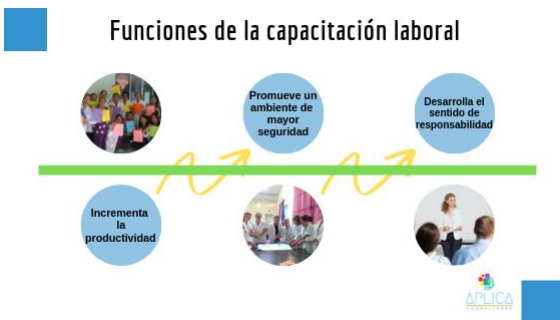 Funciones de la capacitación laboral
Promueve un
ambiente de
mayor
seguridad
Desarrolla el
sentido de
responsabilidad
Incrementa
la
productividad
APLICA